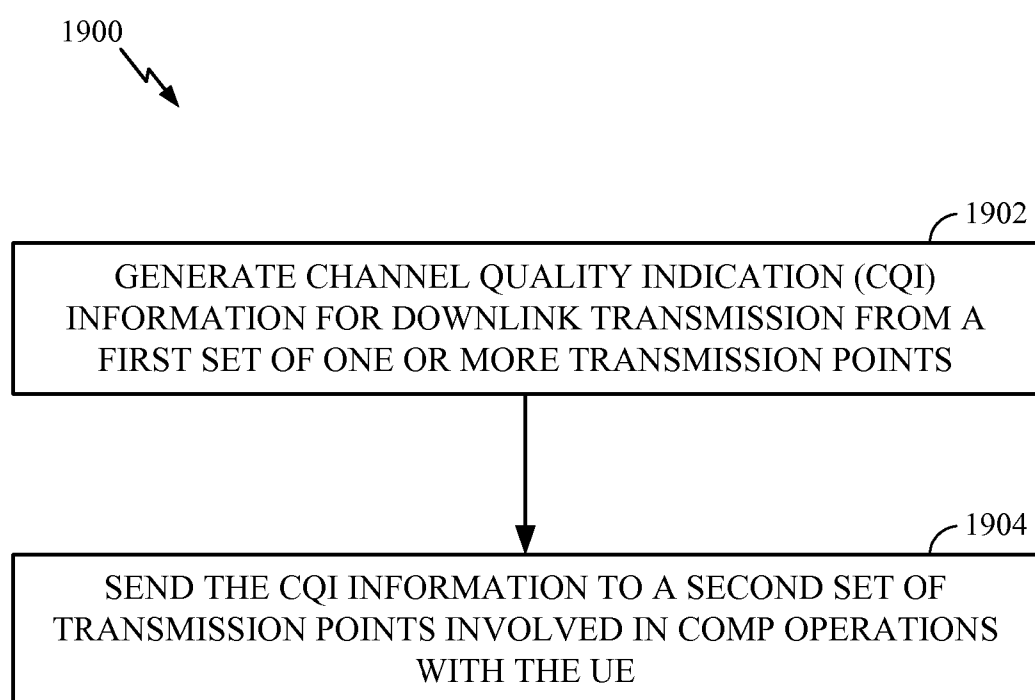 1900
1902
GENERATE CHANNEL QUALITY INDICATION (CQI)
INFORMATION FOR DOWNLINK TRANSMISSION FROM A
FIRST SET OF ONE OR MORE TRANSMISSION POINTS
1904
SEND THE CQI INFORMATION TO A SECOND SET OF
TRANSMISSION POINTS INVOLVED IN COMP OPERATIONS
WITH THE UE